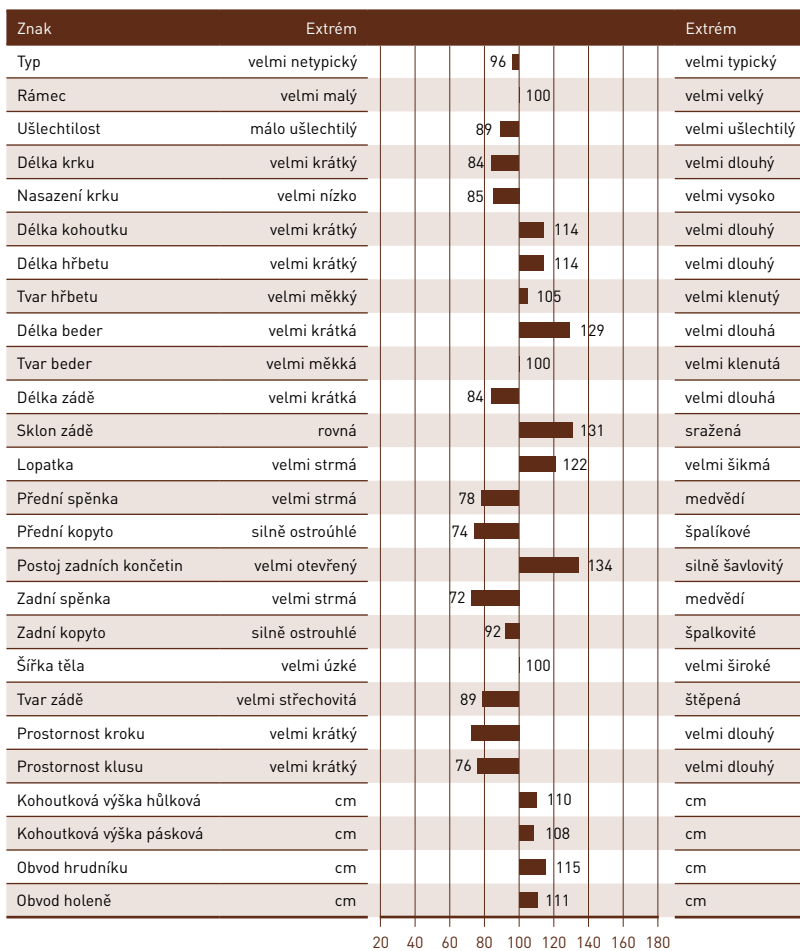 Znak Extrém Extrém
Typ velmi netypický 96 velmi typický
Rámec velmi malý 100 velmi velký
Ušlechtilost málo ušlechtilý 89 velmi ušlechtilý
Délka krku velmi krátký 84 velmi dlouhý
Nasazení krku velmi nízko 85 velmi vysoko
Délka kohoutku velmi krátký 114 velmi dlouhý
Délka hřbetu velmi krátký 114 velmi dlouhý
Tvar hřbetu velmi měkký 105 velmi klenutý
Délka beder velmi krátká 129 velmi dlouhá
Tvar beder velmi měkká 100 velmi klenutá
Délka zádě velmi krátká 84 velmi dlouhá
Sklon zádě rovná 131 sražená
Lopatka velmi strmá 122 velmi šikmá
Přední spěnka velmi strmá 78 medvědí
Přední kopyto silně ostroúhlé 74 špalíkové
Postoj zadních končetin velmi otevřený 134 silně šavlovitý
Zadní spěnka velmi strmá 72 medvědí
Zadní kopyto silně ostrouhlé 92 špalkovité
Šířka těla velmi úzké 100 velmi široké
Tvar zádě velmi střechovitá 89 štěpená
Prostornost kroku velmi krátký velmi dlouhý
Prostornost klusu velmi krátký 76 velmi dlouhý
Kohoutková výška hůlková cm 110 cm
Kohoutková výška pásková cm 108 cm
Obvod hrudníku cm 115 cm
Obvod holeně cm 111 cm
20 40 60 80 100 120 140 160 180